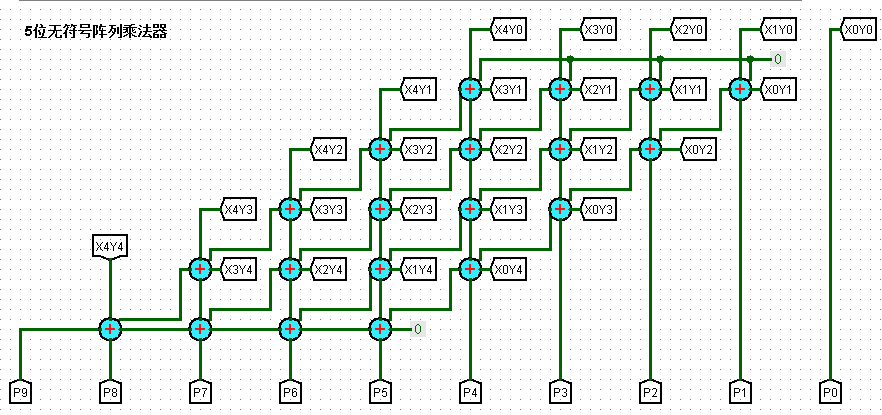 5位无符号阵列乘法器
X4Y0 X3Y0 X2Y0 X1Y0 X0Y0
0
X4Y1 + X3Y1 + X2Y1 + X1Y1 + X0Y1
X4Y2 + X3Y2 + X2Y2 + X1Y2 + X0Y2
X4Y3 + X3Y3 + X2Y3 + X1Y3 + X0Y3
X4Y4
+ X3Y4 + X2Y4 + X1Y4 + X0Y4
+ + + + 0
P9 P8 P7 P6 P5 P4 P3 P2 P1 P0